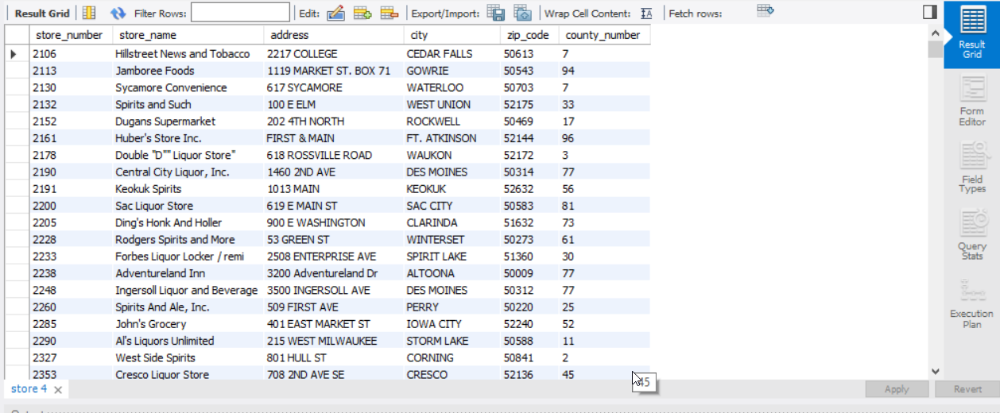 Result Grid Filter Rows: Edit: Export/Import: Wrap Cell Content: IA Fetch rows:
store_number store_name address city zip_code county_number
2106 Hillstreet News and Tobacco 2217 COLLEGE CEDAR FALLS 50613 7
2113 Jamboree Foods 1119 MARKET ST. BOX 71 GOWRIE 50543 94
2130 Sycamore Convenience 617 SYCAMORE WATERLOO 50703 7
2132 Spirits and Such 100 E ELM WEST UNION 52175 33
2152 Dugans Supermarket 202 4TH NORTH ROCKWELL 50469 17
2161 Huber's Store Inc. FIRST & MAIN FT. ATKINSON 52144 96
2178 Double "D"" Liquor Store" 618 ROSSVILLE ROAD WAUKON 52172 3
2190 Central City Liquor, Inc. 1460 2ND AVE DES MOINES 50314 77
2191 Keokuk Spirits 1013 MAIN KEOKUK 52632 56
2200 Sac Liquor Store 619 E MAIN ST SAC CITY 50583 81
2205 Ding's Honk And Holler 900 E WASHINGTON CLARINDA 51632 73
2228 Rodgers Spirits and More 53 GREEN ST WINTERSET 50273 61
2233 Forbes Liquor Locker / remi 2508 ENTERPRISE AVE SPIRIT LAKE 51360 30
2238 Adventureland Inn 3200 Adventureland Dr ALTOONA 50009 77
2248 Ingersoll Liquor and Beverage 3500 INGERSOLL AVE DES MOINES 50312 77
2260 Spirits And Ale, Inc. 509 FIRST AVE PERRY 50220 25
2285 John's Grocery 401 EAST MARKET ST IOWA CITY 52240 52
2290 Al's Liquors Unlimited 215 WEST MILWAUKEE STORM LAKE 50588 11
2327 West Side Spirits 801 HULL ST CORNING 50841 2
2353 Cresco Liquor Store 708 2ND AVE SE CRESCO 52136 45
45
store 4
Apply Revert
Result
Grid
Form
Editor
Field
Types
Query
Stats
Execution
Plan